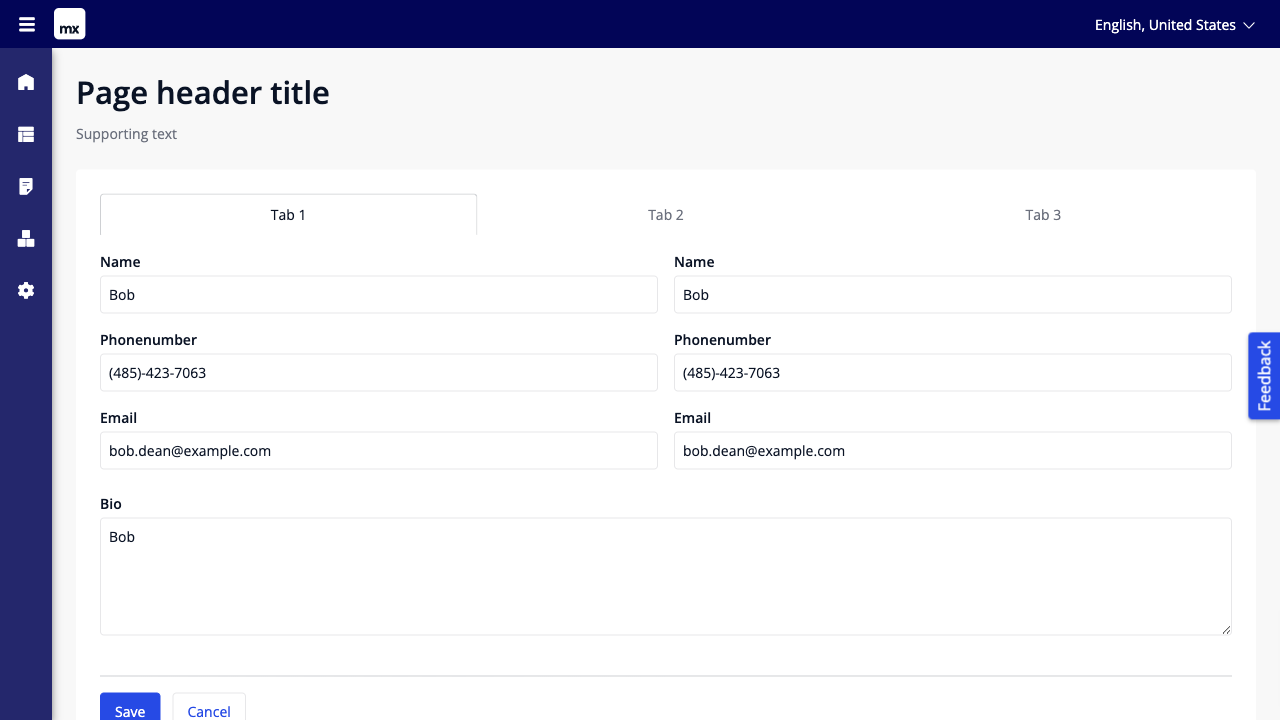 mx
English, United States
Page header title
Supporting text
Tab 1 Tab 2 Tab 3
Name Name
Bob Bob
Phonenumber Phonenumber
(485)-423-7063 (485)-423-7063
Email Email
bob.dean@example.com bob.dean@example.com
Bio
Bob
Save Cancel
Feedback